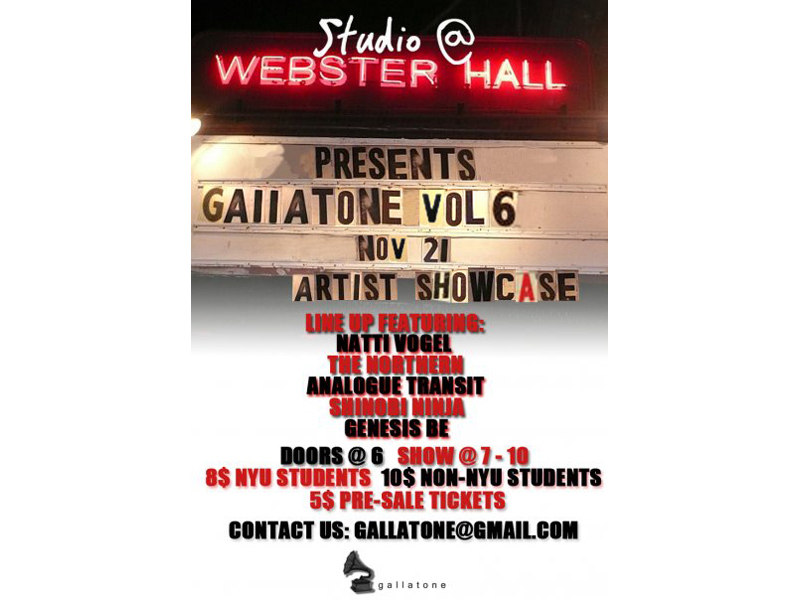 Studio @
WEBSTER HALL
PRESENTS
GAllATONE VOL 6
NOV 21
ARTIST SHOWCASE
LINE UP FEATURING:
NATTI VOGEL
THE NORTHERN
ANALOGUE TRANSIT
SHINOBI NINJA
GENESIS BE
DOORS @ 6 SHOW @ 7 - 10
8$ NYU STUDENTS 10$ NON-NYU STUDENTS
5$ PRE-SALE TICKETS
CONTACT US: GALLATONE@GMAIL.COM
gallatone